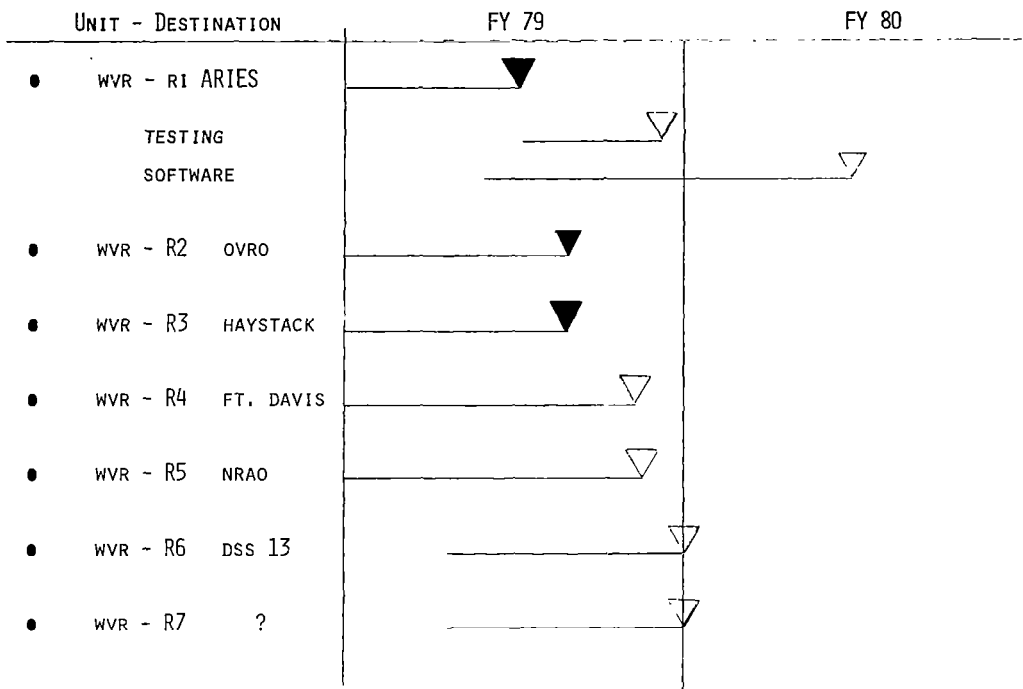 UNIT - DESTINATION FY 79 FY 80
• WVR - R1 ARIES
TESTING
SOFTWARE
• WVR - R2 OVRO
• WVR - R3 HAYSTACK
• WVR - R4 FT. DAVIS
• WVR - R5 NRAO
• WVR - R6 DSS 13
• WVR - R7 ?